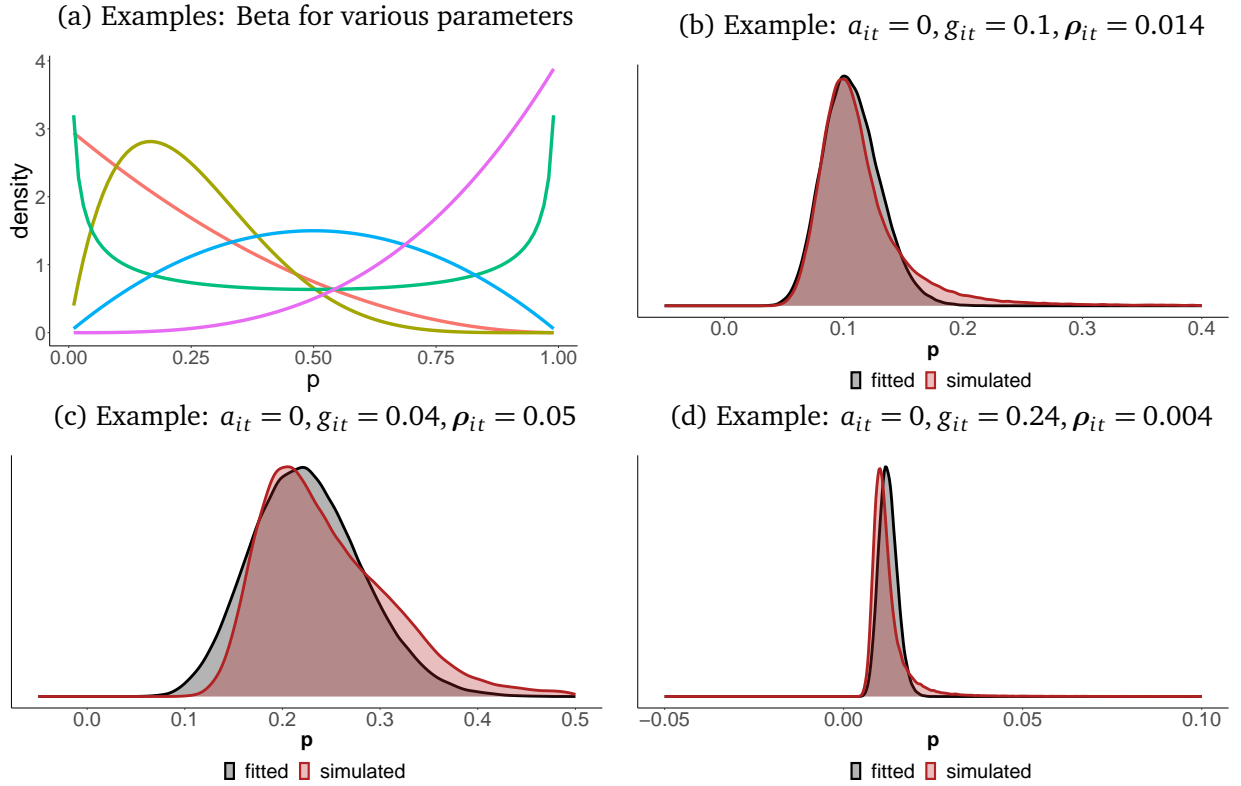 (a) Examples: Beta for various parameters
density
4
3
2
1
0
0.00 0.25 0.50 0.75 1.00
p
(b) Example: a_it = 0, g_it = 0.1, ρ_it = 0.014
0.0 0.1 0.2 0.3 0.4
p
fitted simulated
(c) Example: a_it = 0, g_it = 0.04, ρ_it = 0.05
0.0 0.1 0.2 0.3 0.4 0.5
p
fitted simulated
(d) Example: a_it = 0, g_it = 0.24, ρ_it = 0.004
−0.05 0.00 0.05 0.10
p
fitted simulated